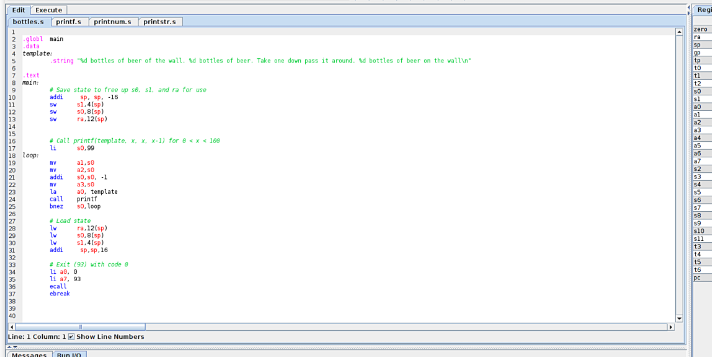 Edit Execute
bottles.s printf.s printnum.s printstr.s
1
2 .globl main
3 .data
4 template:
5 .string "%d bottles of beer of the wall. %d bottles of beer. Take one down pass it around. %d bottles of beer on the wall\n"
6
7 .text
8 main:
9 # Save state to free up s0, s1, and ra for use
10 addi sp, sp, -16
11 sw s1,4(sp)
12 sw s0,8(sp)
13 sw ra,12(sp)
14
15
16 # Call printf(template, x, x, x-1) for 0 < x < 100
17 li s0,99
18 loop:
19 mv a1,s0
20 mv a2,s0
21 addi s0,s0, -1
22 mv a3,s0
23 la a0, template
24 call printf
25 bnez s0,loop
26
27 # Load state
28 lw ra,12(sp)
29 lw s0,8(sp)
30 lw s1,4(sp)
31 addi sp,sp,16
32
33 # Exit (93) with code 0
34 li a0, 0
35 li a7, 93
36 ecall
37 ebreak
38
39
40
Line: 1 Column: 1 Show Line Numbers
Messages Run I/O
Regi
zero
ra
sp
gp
tp
t0
t1
t2
s0
s1
a0
a1
a2
a3
a4
a5
a6
a7
s2
s3
s4
s5
s6
s7
s8
s9
s10
s11
t3
t4
t5
t6
pc